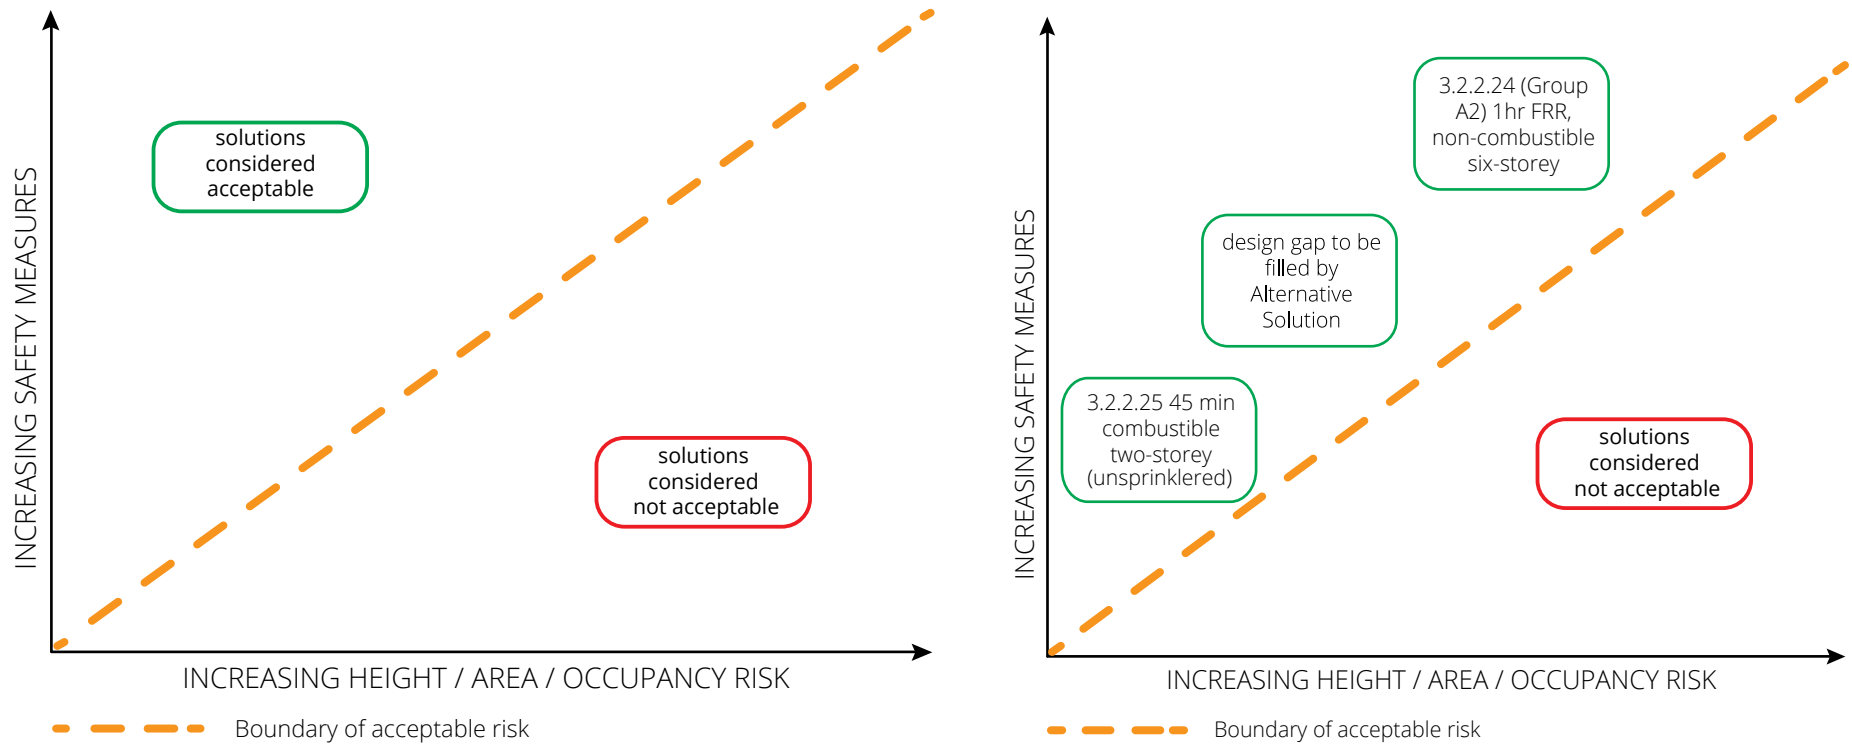 INCREASING SAFETY MEASURES
solutions
considered
acceptable
solutions
considered
not acceptable
INCREASING HEIGHT / AREA / OCCUPANCY RISK
Boundary of acceptable risk
INCREASING SAFETY MEASURES
3.2.2.24 (Group
A2) 1hr FRR,
non-combustible
six-storey
design gap to be
filled by
Alternative
Solution
3.2.2.25 45 min
combustible
two-storey
(unsprinklered)
solutions
considered
not acceptable
INCREASING HEIGHT / AREA / OCCUPANCY RISK
Boundary of acceptable risk